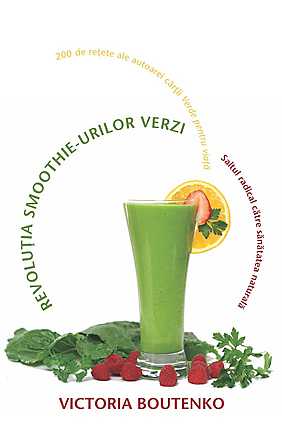 200 de rețete ale autoarei cărții Verde pentru viață
REVOLUȚIA SMOOTHIE-URILOR VERZI
Saltul radical către sănătatea naturală
VICTORIA BOUTENKO